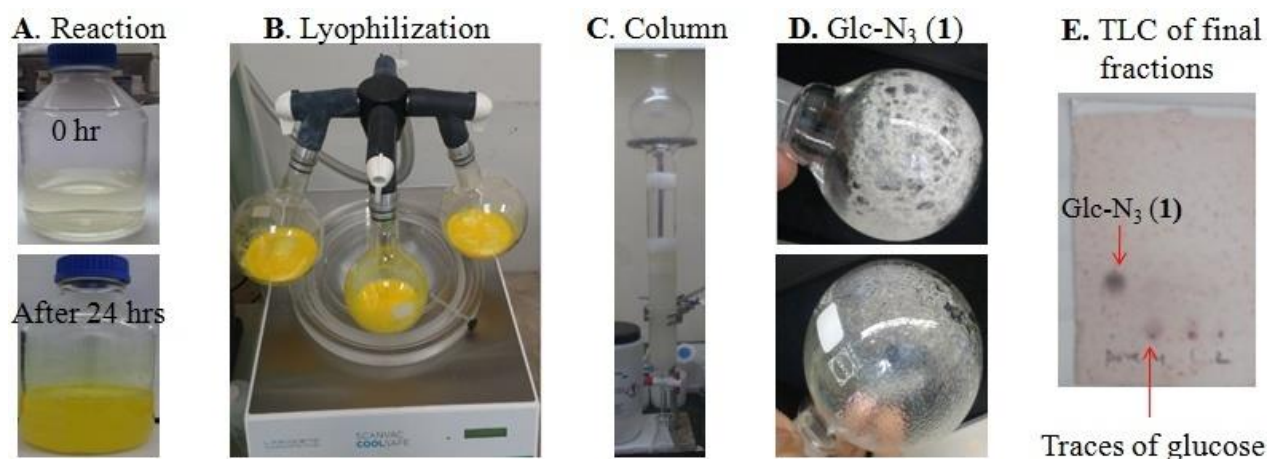 A. Reaction
0 hr
After 24 hrs
B. Lyophilization
SCANVAC
COOLSAFE
C. Column
D. Glc-N₃ (1)
E. TLC of final
fractions
Glc-N₃ (1)
Traces of glucose